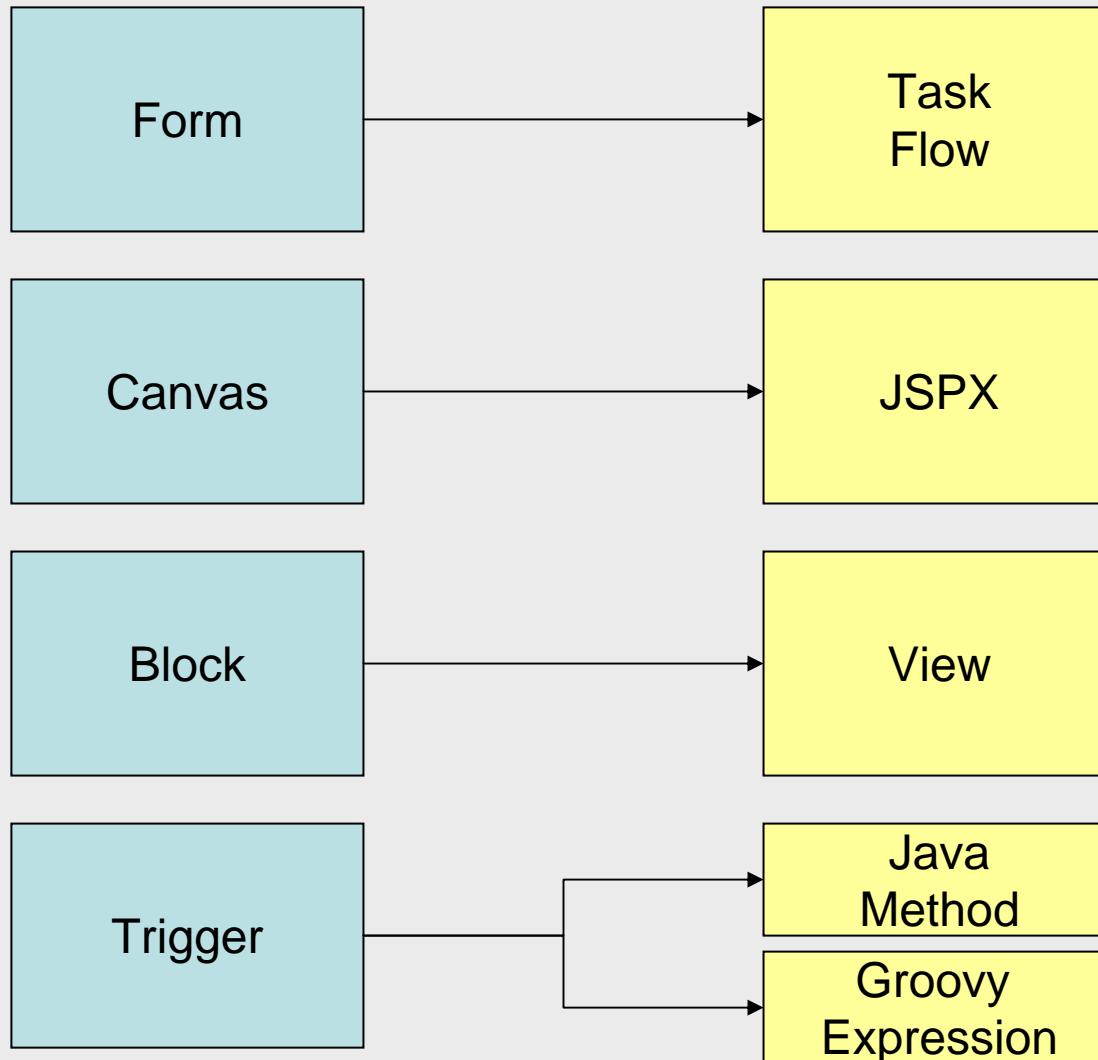 Form
Task
Flow
Canvas
JSPX
Block
View
Trigger
Java
Method
Groovy
Expression